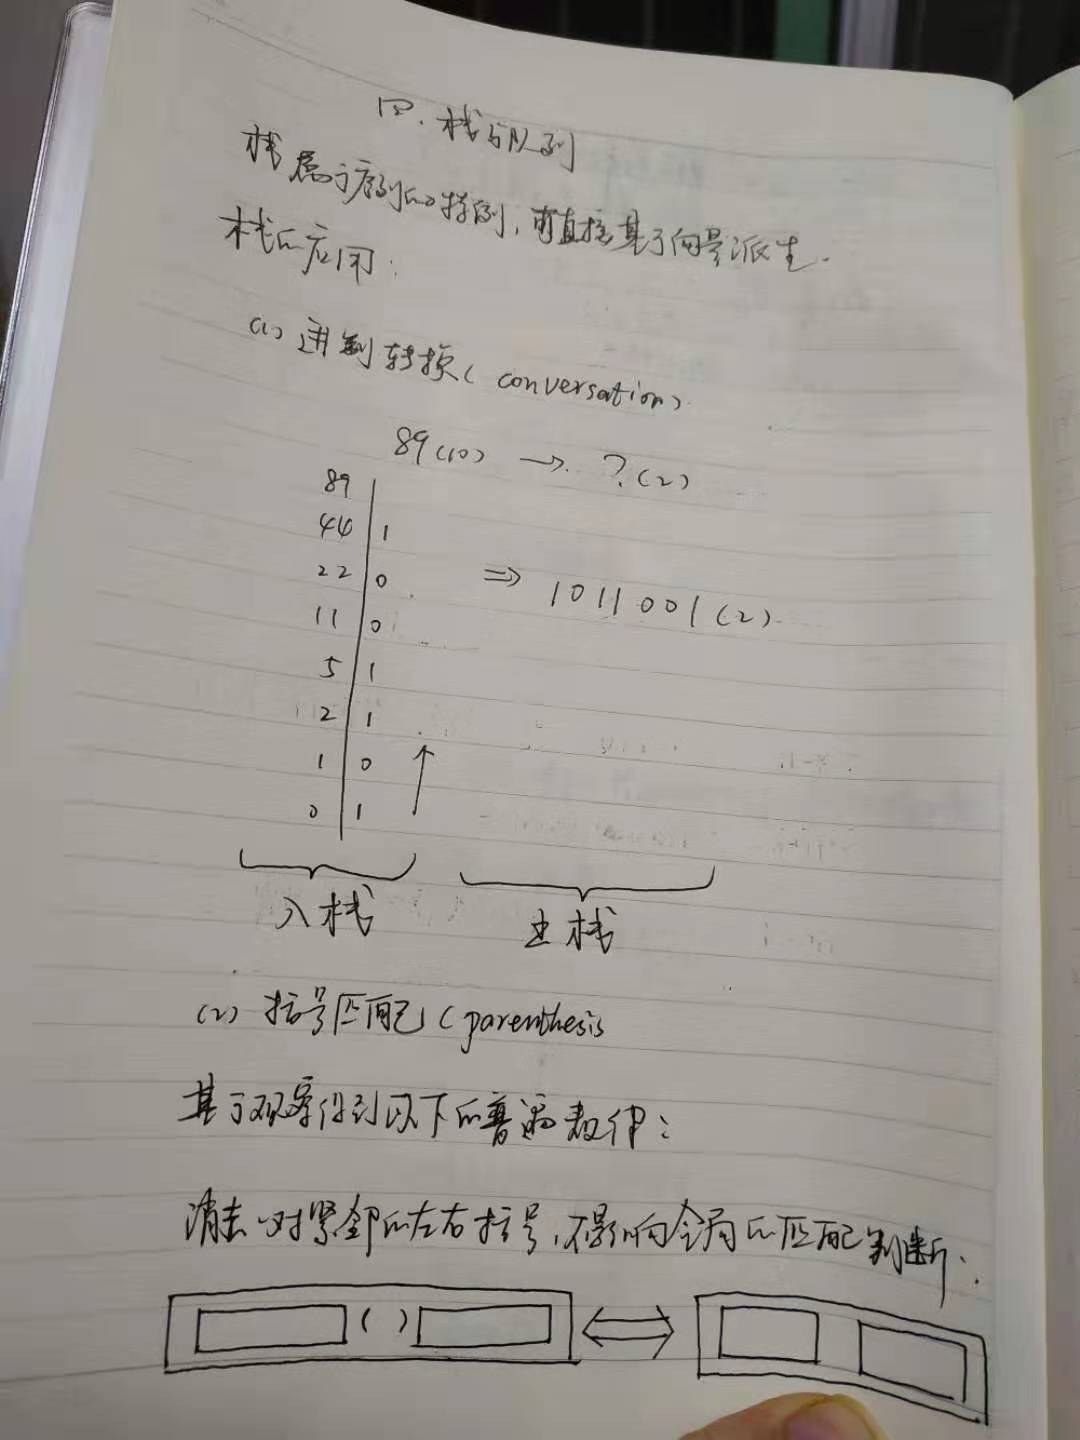 四.栈与队列
栈属于序列的特例,可直接基于向量派生.
栈的应用:
(1)进制转换(conversation)
89(10) → ?(2)
89
44 1
22 0 ⇒ 1011001(2)
11 0
5 1
2 1
1 0 ↑
0 1
入栈 出栈
(2)括号匹配(parenthesis
基于观察得到以下的普遍规律:
消去一对紧邻的左右括号,不影响全局的匹配判断.
( ) ⇔